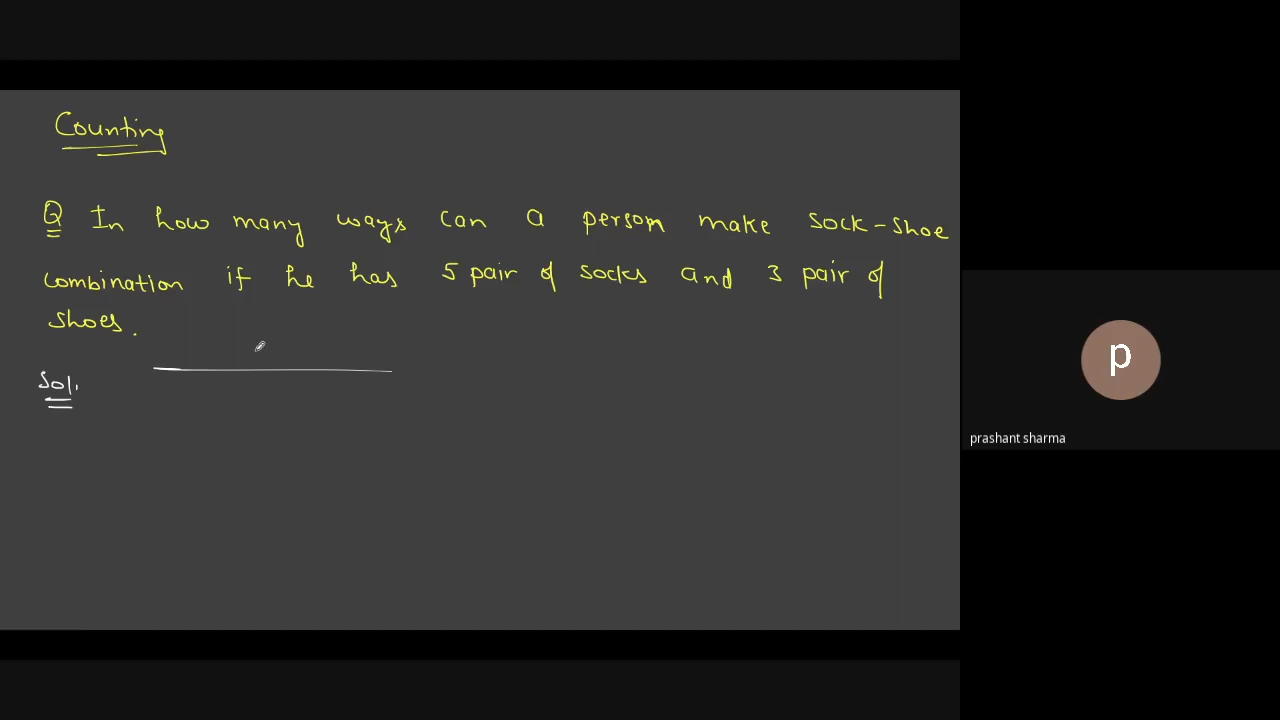 Counting
Q In how many ways can a person make sock-shoe
combination if he has 5 pair of socks and 3 pair of
shoes.
Sol.
p
prashant sharma